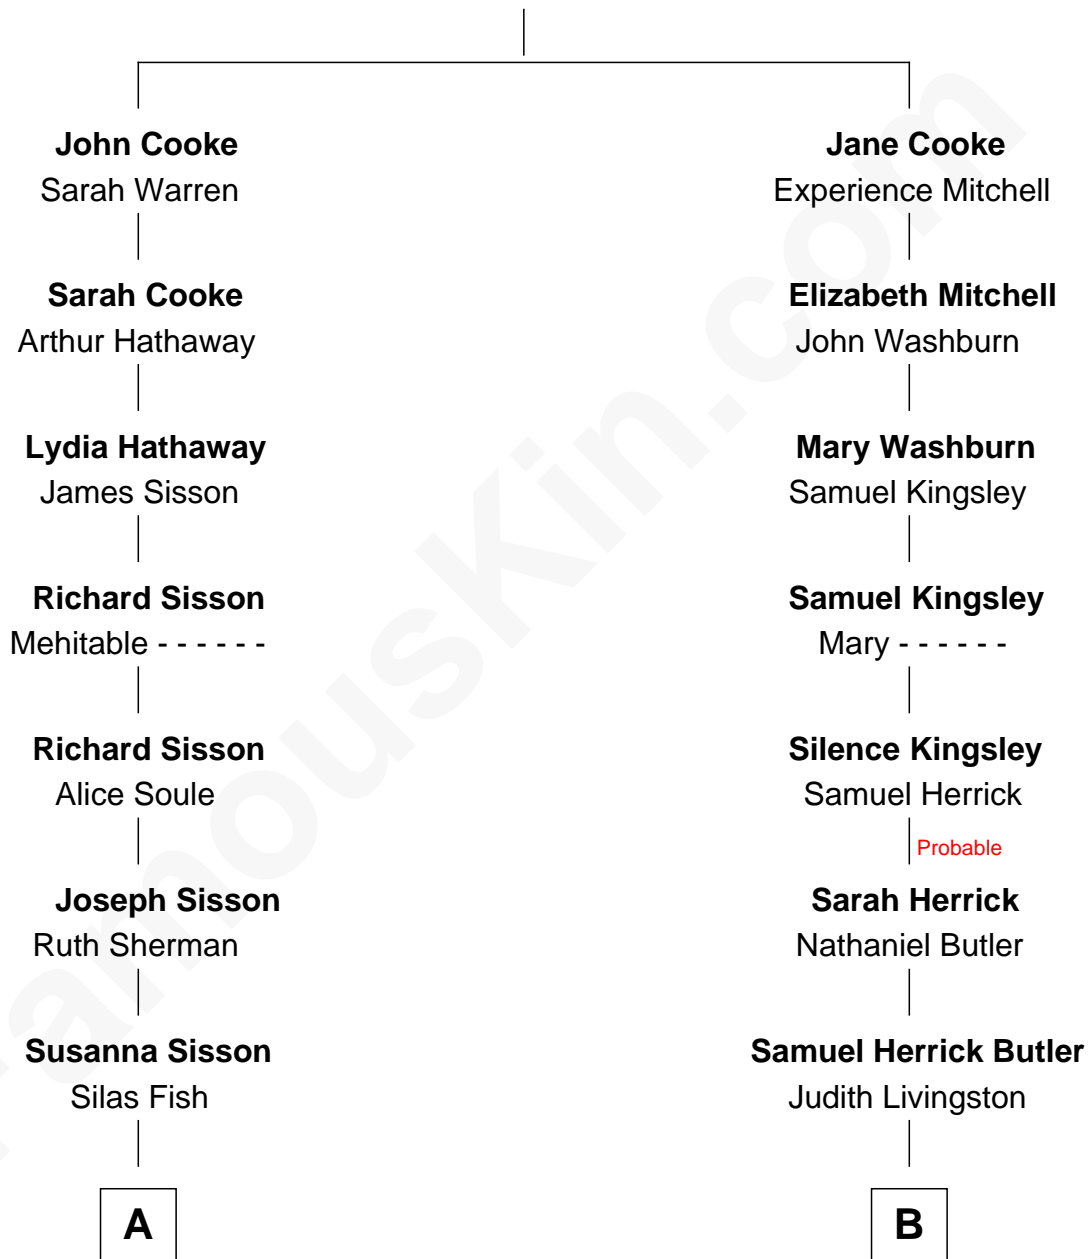 John Cooke
Sarah Warren
Jane Cooke
Experience Mitchell
Sarah Cooke
Arthur Hathaway
Elizabeth Mitchell
John Washburn
Lydia Hathaway
James Sisson
Mary Washburn
Samuel Kingsley
Richard Sisson
Mehitable - - - - - -
Samuel Kingsley
Mary - - - - - -
Richard Sisson
Alice Soule
Silence Kingsley
Samuel Herrick
Probable
Joseph Sisson
Ruth Sherman
Sarah Herrick
Nathaniel Butler
Susanna Sisson
Silas Fish
Samuel Herrick Butler
Judith Livingston
A
B
FamousKin.com